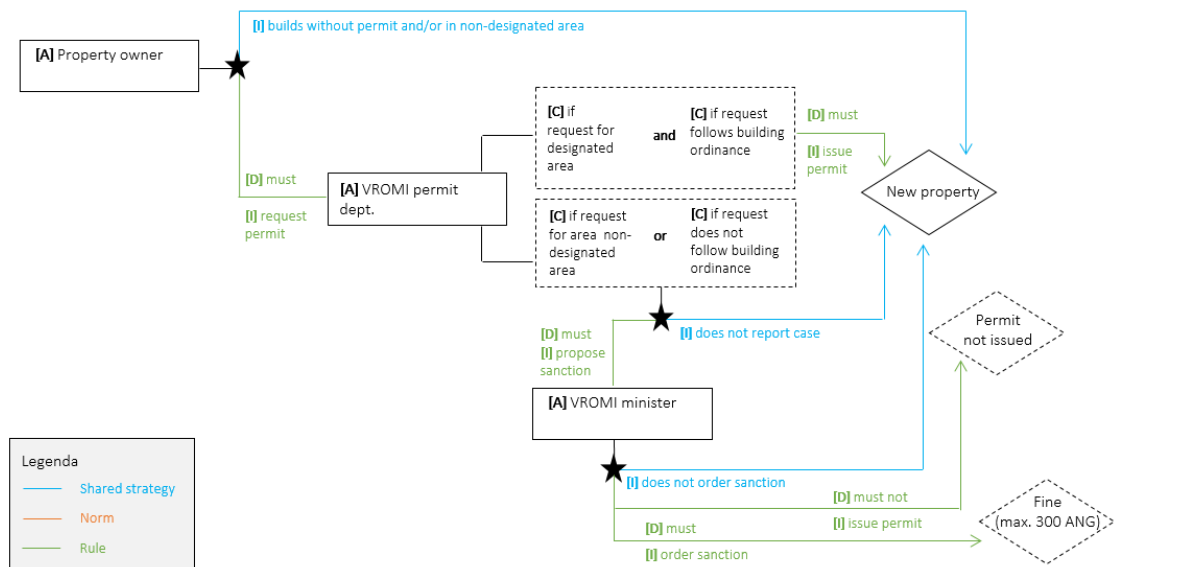 [I] builds without permit and/or in non-designated area
[A] Property owner
[C] if
request for
designated
area
and
[C] if request
follows building
ordinance
[D] must
[I] issue
permit
[D] must
[I] request
permit
[A] VROMI permit
dept.
New property
[C] if request
for area non-
designated
area
or
[C] if request
does not
follow building
ordinance
[D] must
[I] propose
sanction
[I] does not report case
Permit
not issued
[A] VROMI minister
[I] does not order sanction
[D] must not
[I] issue permit
[D] must
[I] order sanction
Fine
(max. 300 ANG)
Legenda
Shared strategy
Norm
Rule